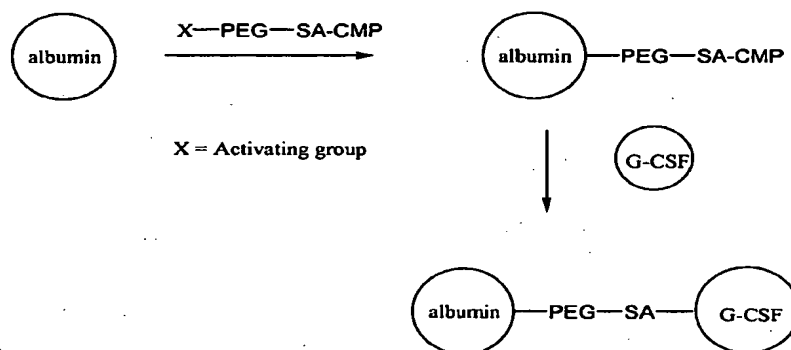 X—PEG—SA-CMP
albumin
albumin—PEG—SA-CMP
X = Activating group
G-CSF
albumin—PEG—SA—G-CSF